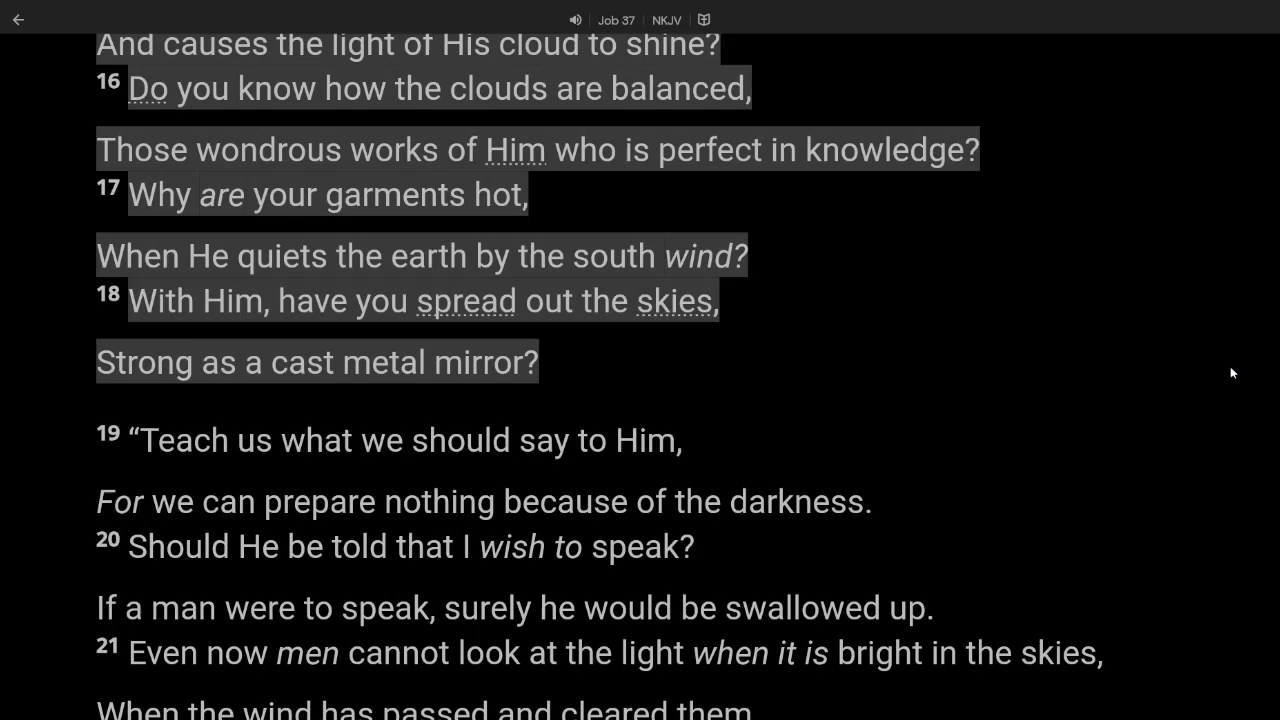 Job 37 NKJV
And causes the light of His cloud to shine?
16 Do you know how the clouds are balanced,
Those wondrous works of Him who is perfect in knowledge?
17 Why are your garments hot,
When He quiets the earth by the south wind?
18 With Him, have you spread out the skies,
Strong as a cast metal mirror?
19 “Teach us what we should say to Him,
For we can prepare nothing because of the darkness.
20 Should He be told that I wish to speak?
If a man were to speak, surely he would be swallowed up.
21 Even now men cannot look at the light when it is bright in the skies,
When the wind has passed and cleared them